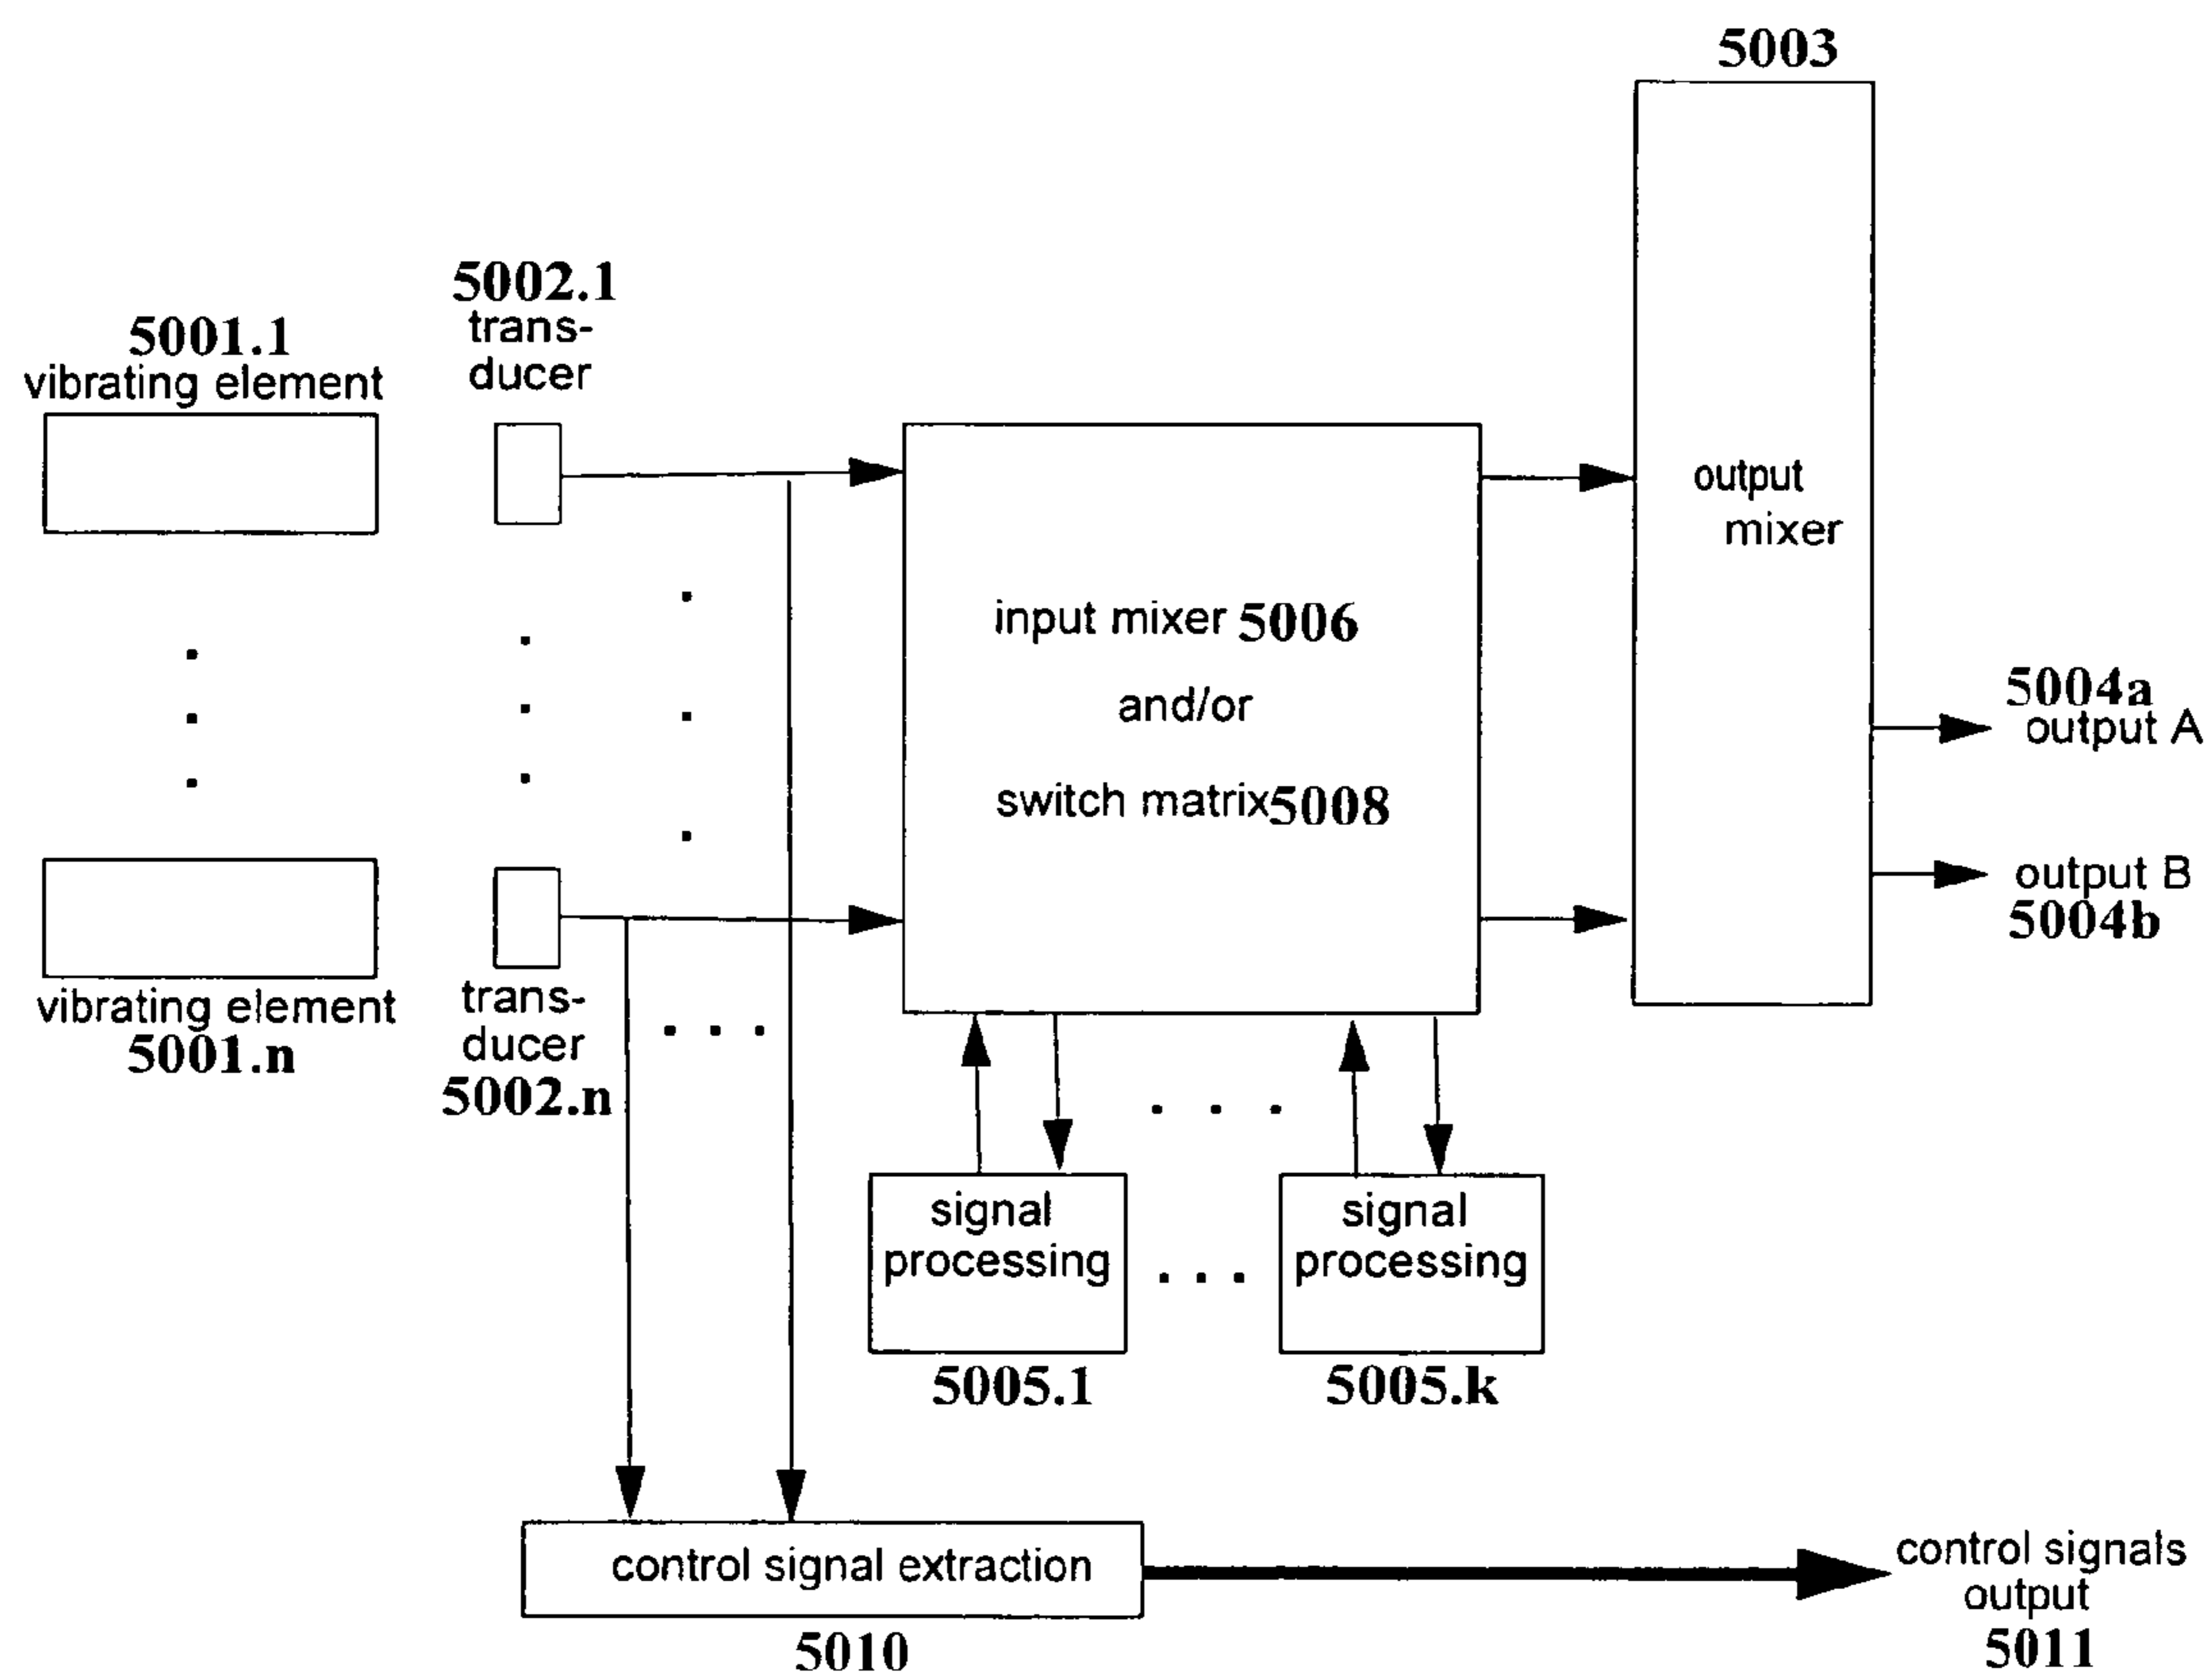 5003
5002.1
trans-
ducer
5001.1
vibrating element
output
mixer
input mixer 5006
and/or
switch matrix5008
5004a
output A
output B
5004b
vibrating element
5001.n
trans-
ducer
5002.n
signal
processing
5005.1
signal
processing
5005.k
control signal extraction
5010
control signals
output
5011